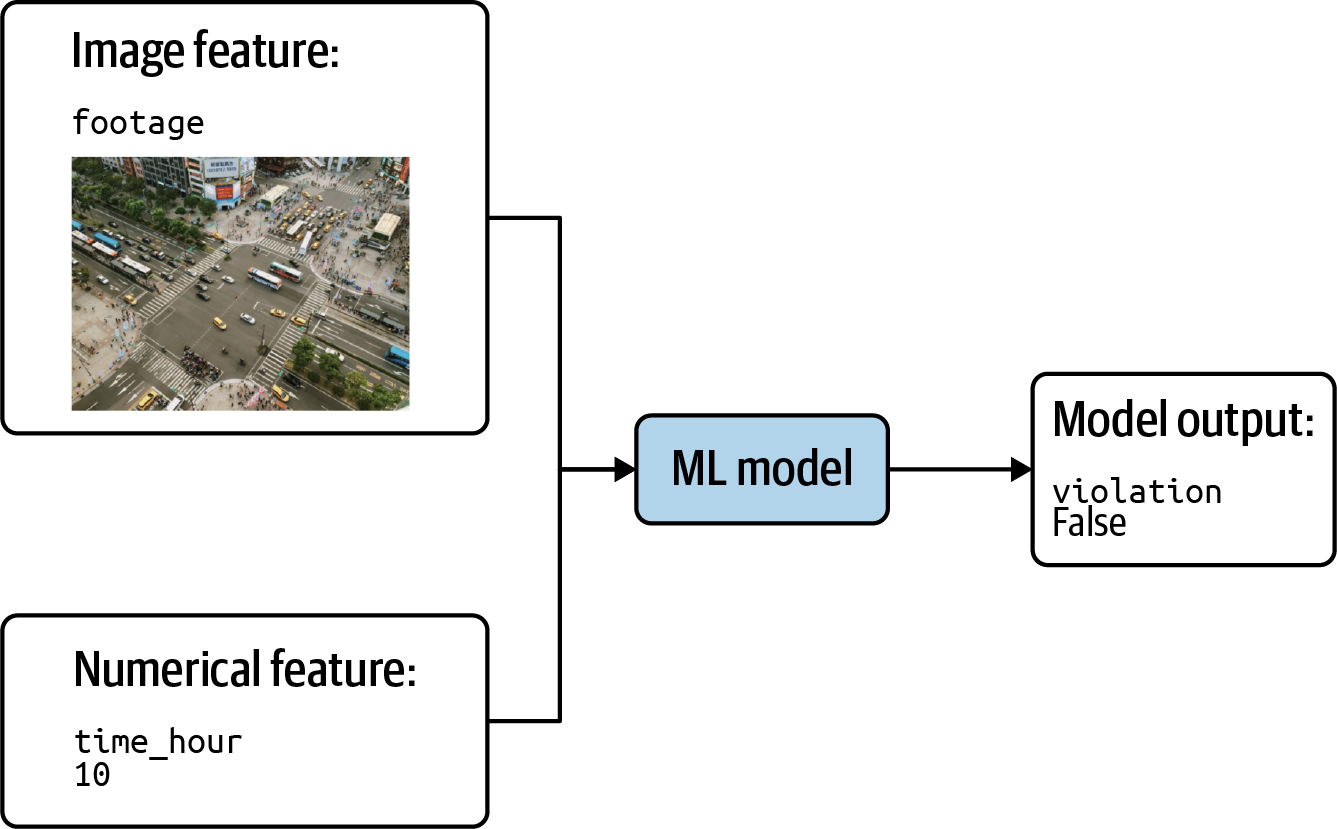 Image feature:
footage
ML model
Model output:
violation
False
Numerical feature:
time_hour
10